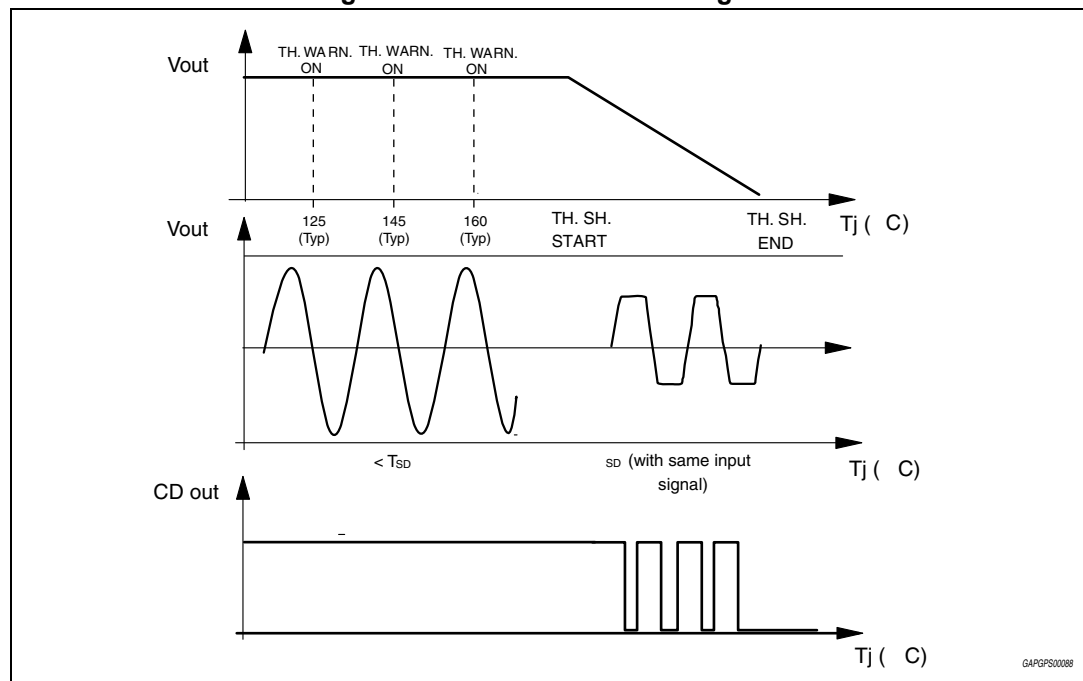 Vout
TH. WARN. ON
TH. WARN. ON
TH. WARN. ON
125 (Typ)
145 (Typ)
160 (Typ)
TH. SH. START
TH. SH. END
Tj ( C)
Vout
< TSD
SD (with same input signal)
Tj ( C)
CD out
Tj ( C)
GAPGPS00088